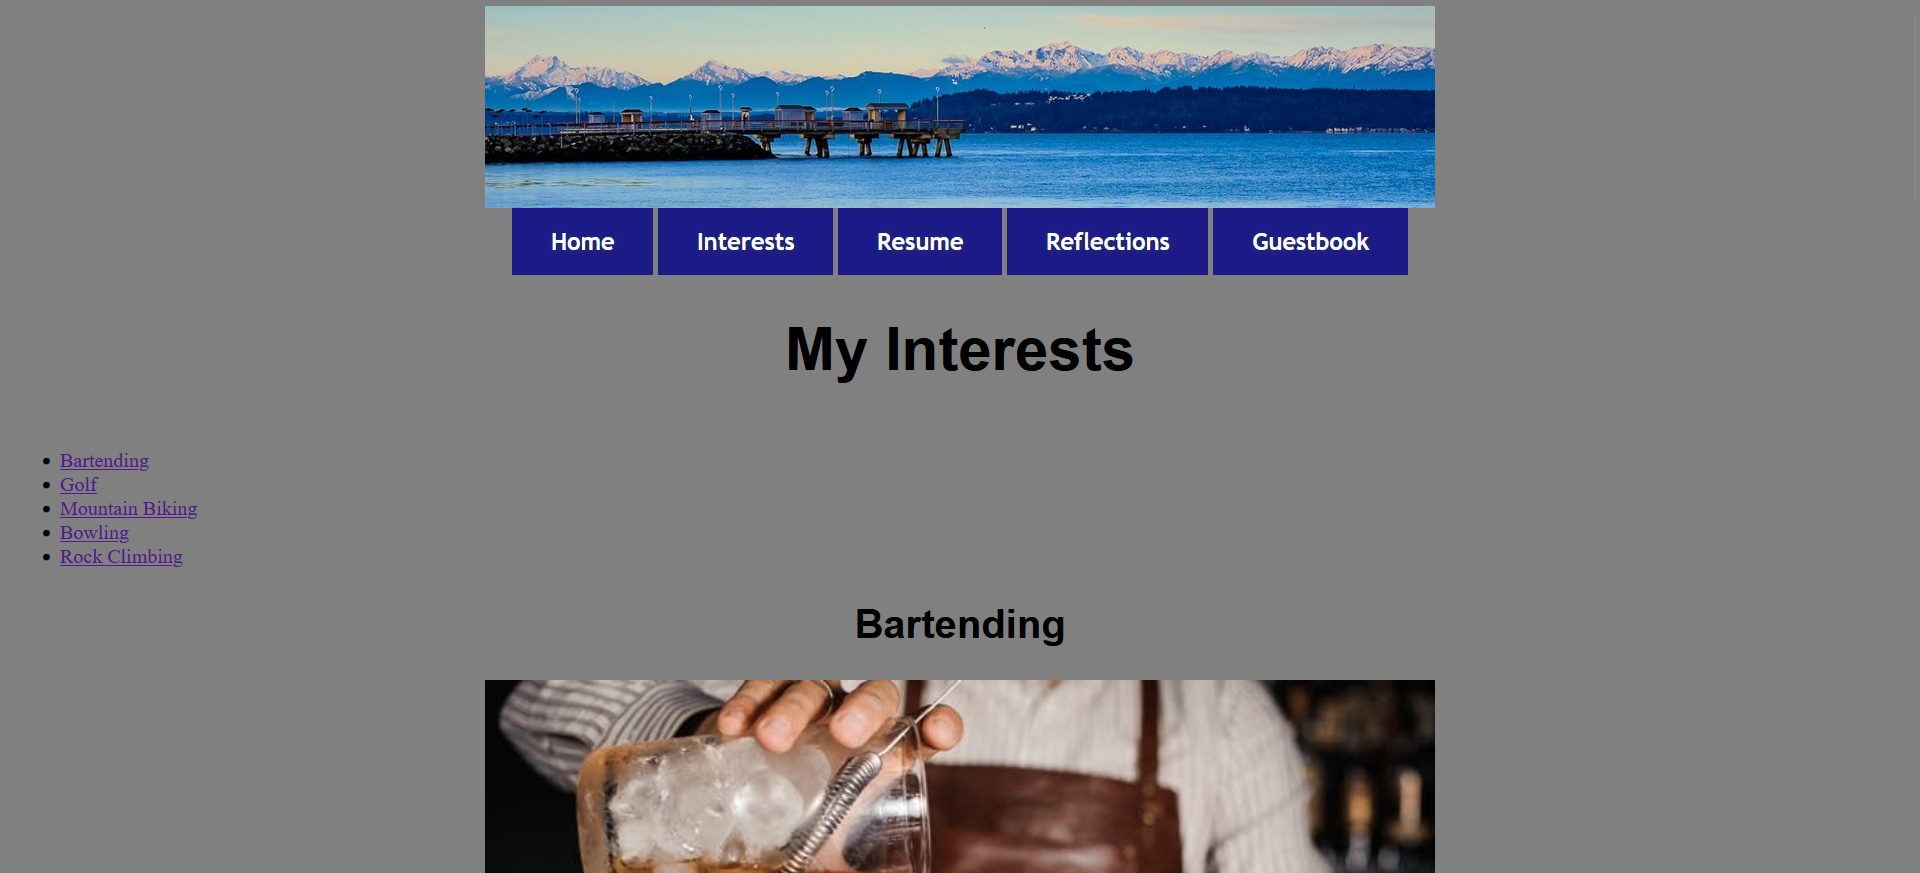 Home Interests Resume Reflections Guestbook
My Interests
Bartending
Golf
Mountain Biking
Bowling
Rock Climbing
Bartending